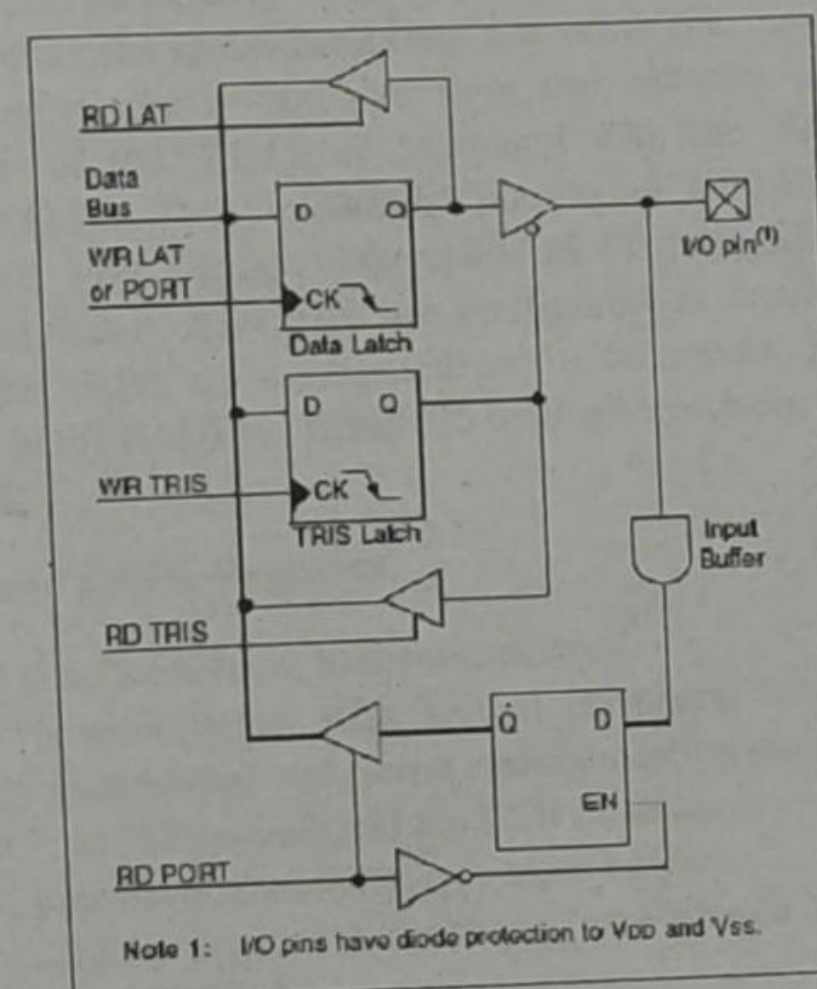 RD LAT
Data
Bus
D Q
WR LAT
or PORT
CK
Data Latch
I/O pin(1)
D Q
WR TRIS
CK
TRIS Latch
Input
Buffer
RD TRIS
Q D
EN
RD PORT
Note 1: I/O pins have diode protection to VDD and VSS.